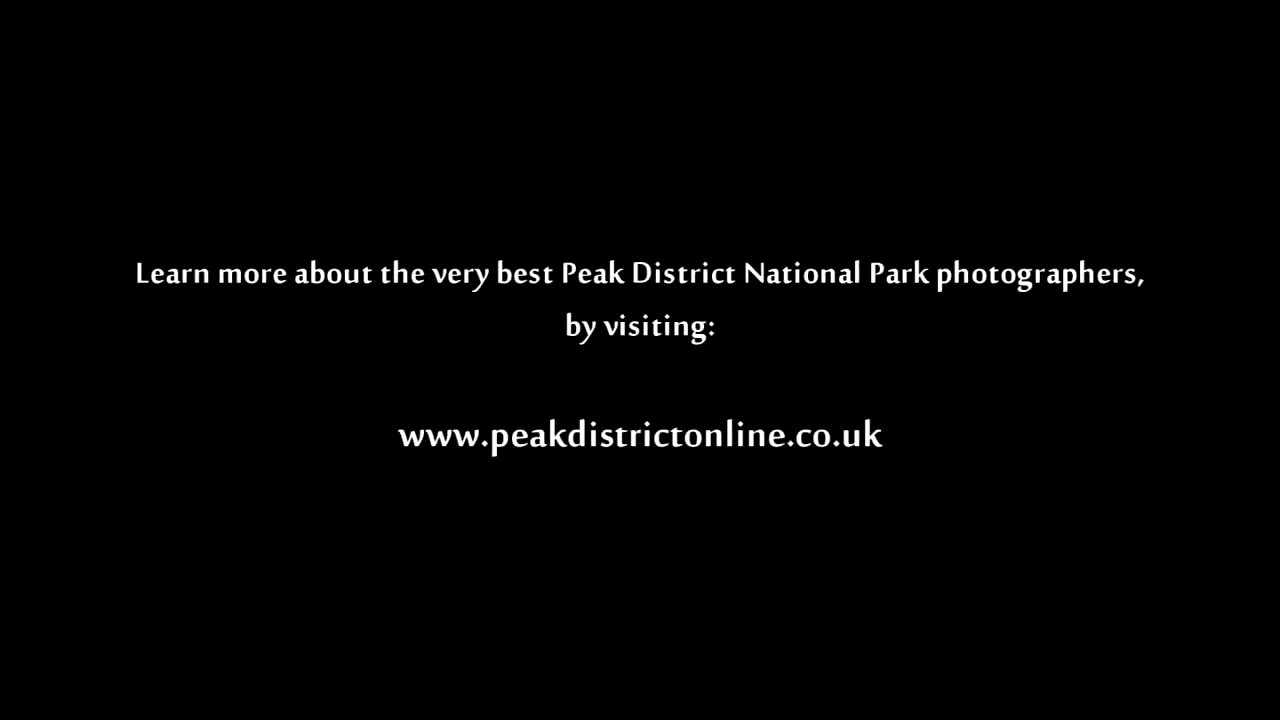 Learn more about the very best Peak District National Park photographers,
by visiting:
www.peakdistrictonline.co.uk